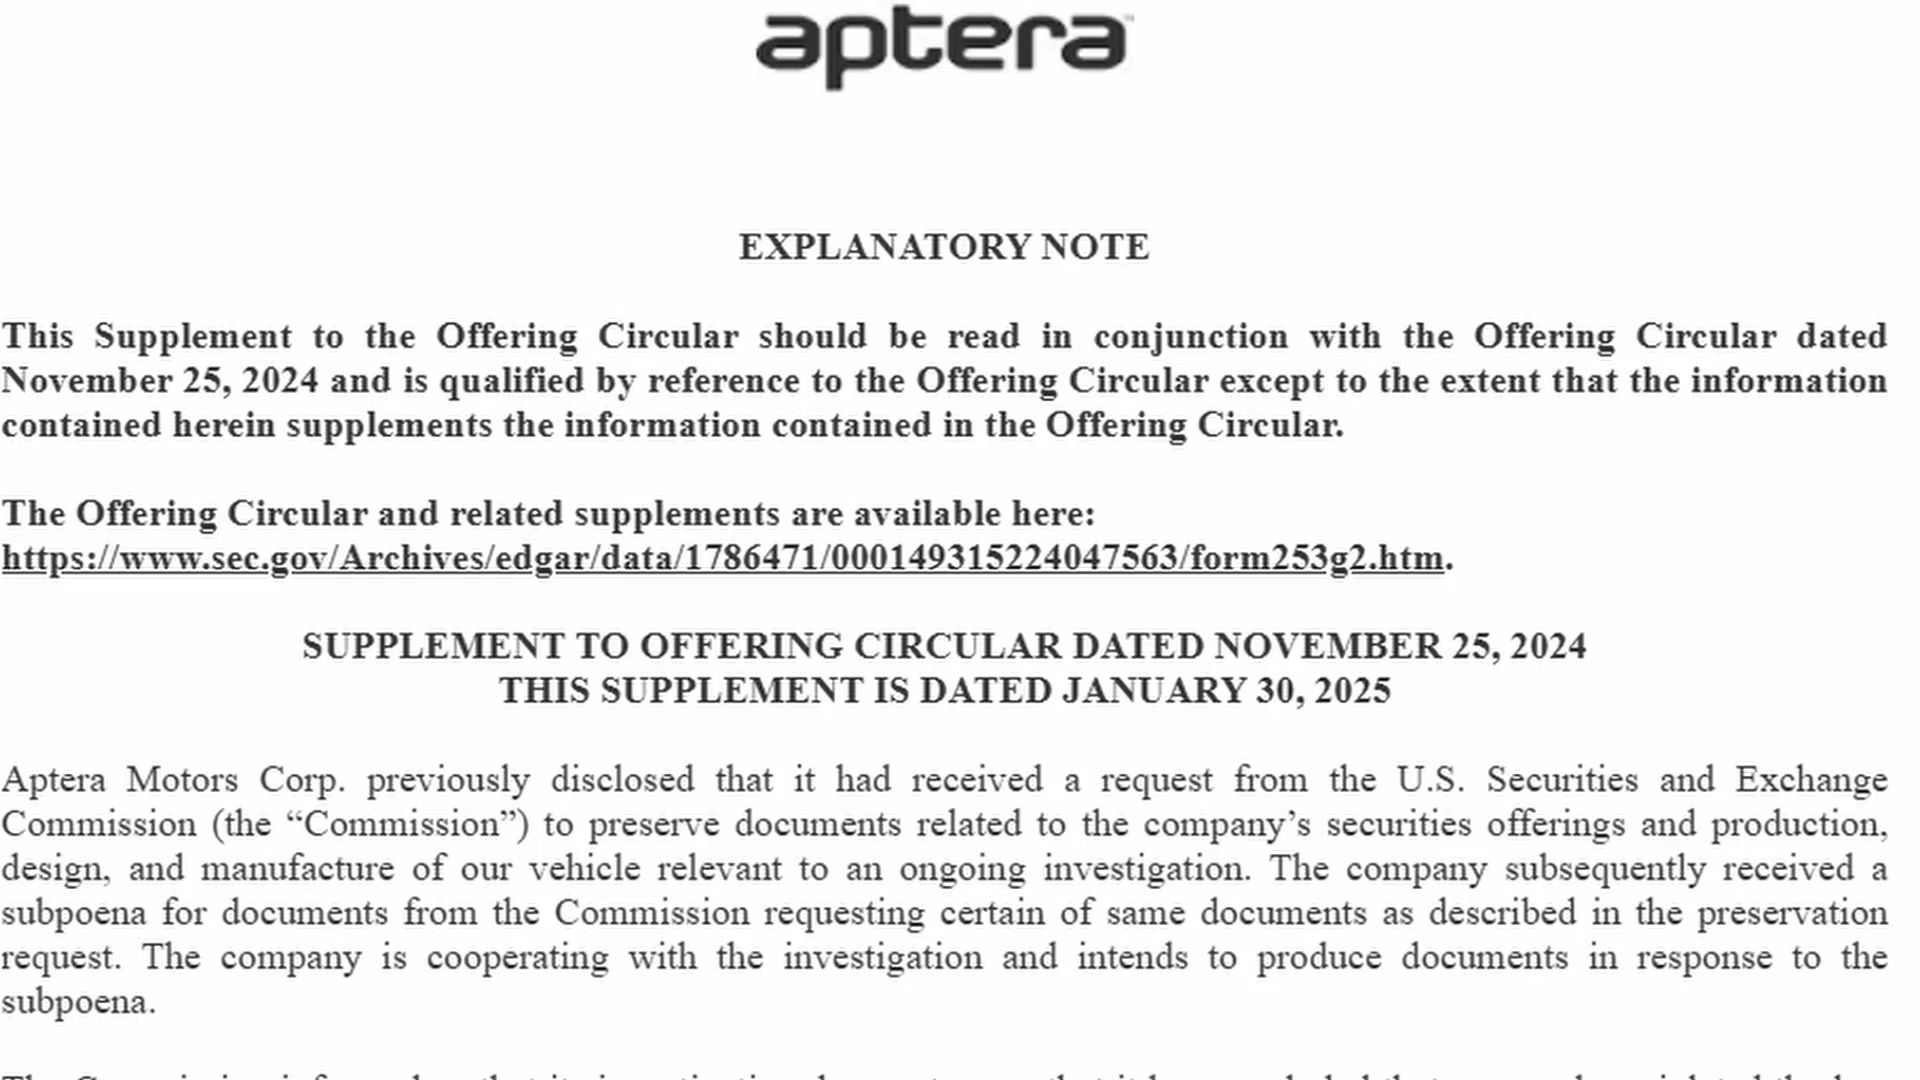 aptera
EXPLANATORY NOTE
This Supplement to the Offering Circular should be read in conjunction with the Offering Circular dated
November 25, 2024 and is qualified by reference to the Offering Circular except to the extent that the information
contained herein supplements the information contained in the Offering Circular.
The Offering Circular and related supplements are available here:
https://www.sec.gov/Archives/edgar/data/1786471/000149315224047563/form253g2.htm.
SUPPLEMENT TO OFFERING CIRCULAR DATED NOVEMBER 25, 2024
THIS SUPPLEMENT IS DATED JANUARY 30, 2025
Aptera Motors Corp. previously disclosed that it had received a request from the U.S. Securities and Exchange
Commission (the “Commission”) to preserve documents related to the company’s securities offerings and production,
design, and manufacture of our vehicle relevant to an ongoing investigation. The company subsequently received a
subpoena for documents from the Commission requesting certain of same documents as described in the preservation
request. The company is cooperating with the investigation and intends to produce documents in response to the
subpoena.